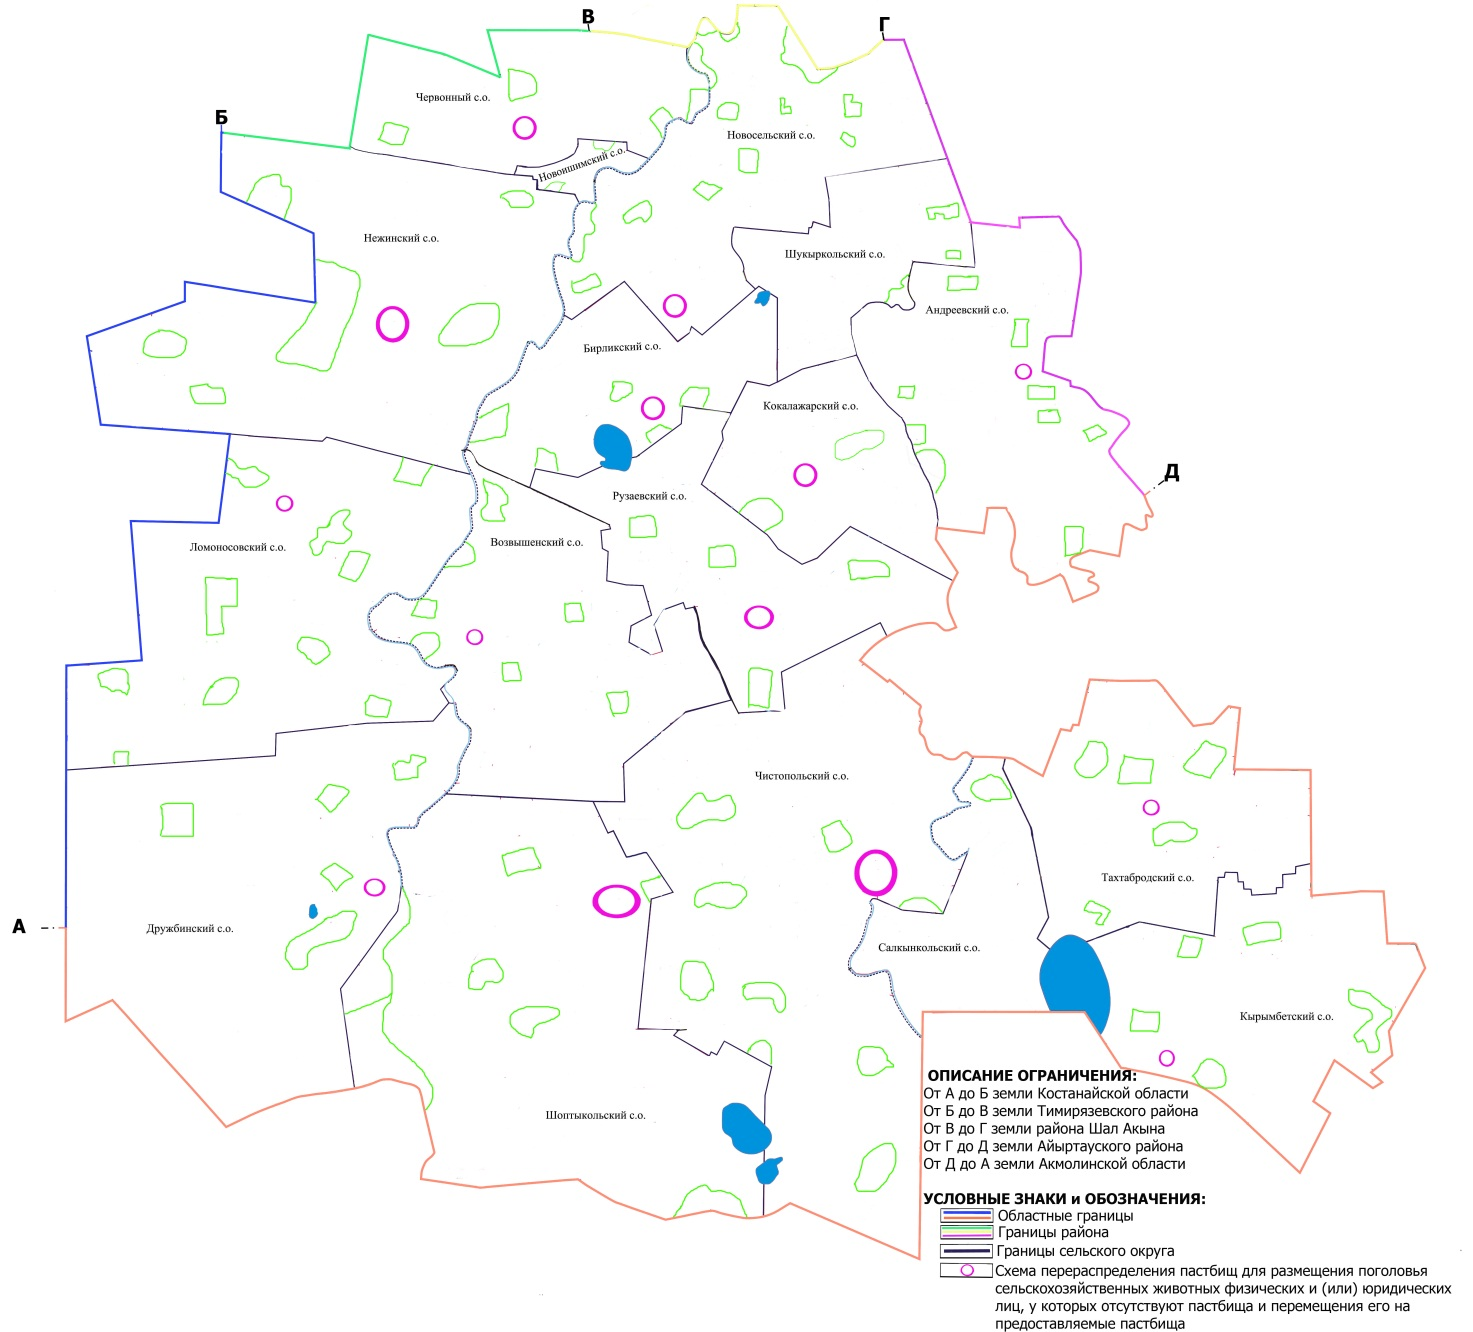 В
Г
Червонный с.о.
Б
Новосельский с.о.
Новоишимский с.о.
Нежинский с.о.
Шукыркольский с.о.
Андреевский с.о.
Бирликский с.о.
Кокалажарский с.о.
Д
Рузаевский с.о.
Возвышенский с.о.
Ломоносовский с.о.
Чистопольский с.о.
Тахтабродский с.о.
А
Дружбинский с.о.
Салкынкольский с.о.
Кырымбетский с.о.
Шоптыкольский с.о.
ОПИСАНИЕ ОГРАНИЧЕНИЯ:
От А до Б земли Костанайской области
От Б до В земли Тимирязевского района
От В до Г земли района Шал Акына
От Г до Д земли Айыртауского района
От Д до А земли Акмолинской области
УСЛОВНЫЕ ЗНАКИ и ОБОЗНАЧЕНИЯ:
Областные границы
Границы района
Границы сельского округа
Схема перераспределения пастбищ для размещения поголовья
сельскохозяйственных животных физических и (или) юридических
лиц, у которых отсутствуют пастбища и перемещения его на
предоставляемые пастбища